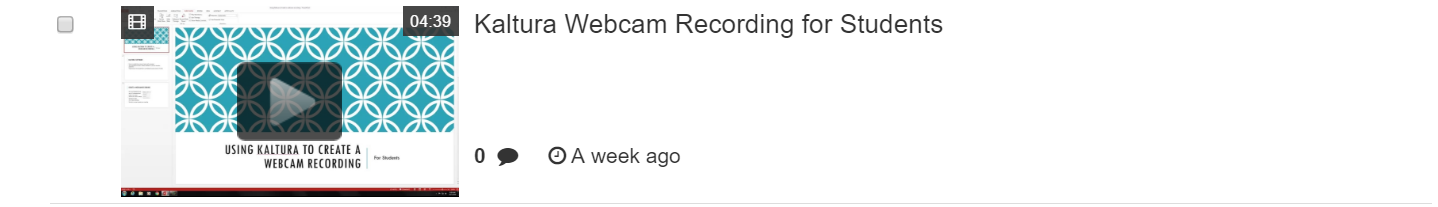 04:39
Kaltura Webcam Recording for Students
USING KALTURA TO CREATE A
WEBCAM RECORDING
For Students
0
A week ago